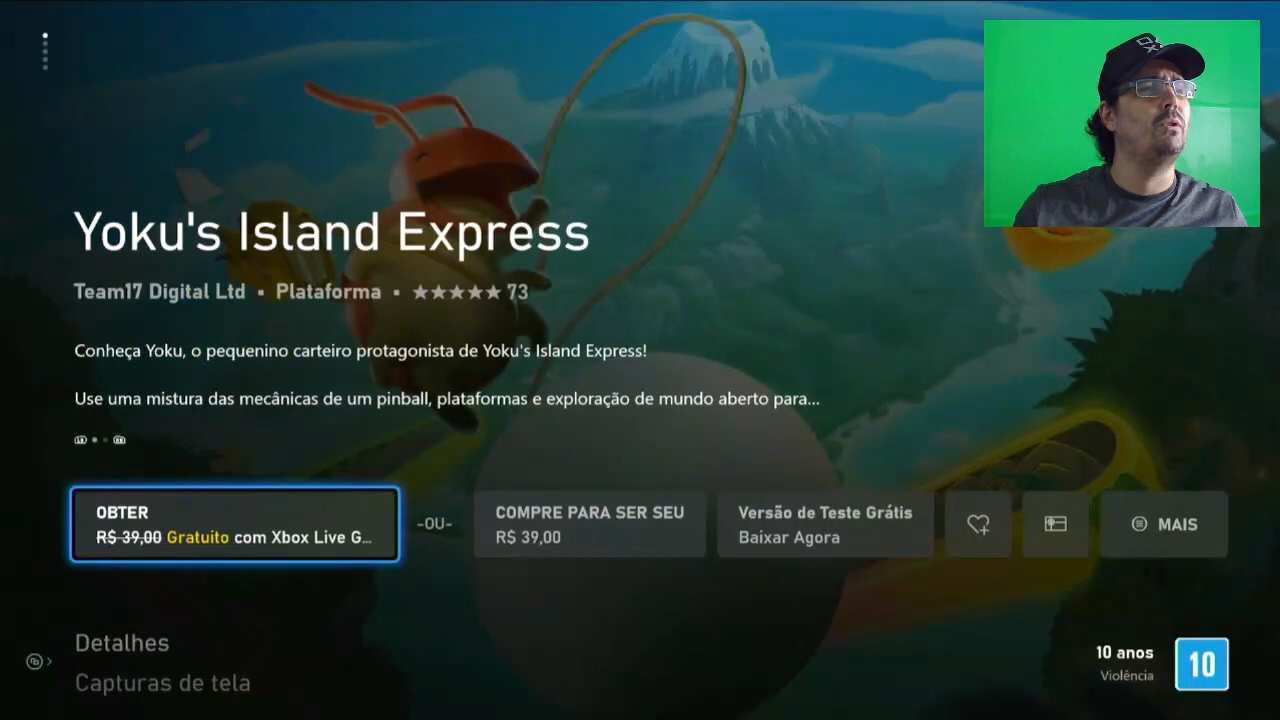 Yoku's Island Express
Team17 Digital Ltd • Plataforma • ★★★★★ 73
Conheça Yoku, o pequenino carteiro protagonista de Yoku's Island Express!
Use uma mistura das mecânicas de um pinball, plataformas e exploração de mundo aberto para...
OBTER
R$ 39,00 Gratuito com Xbox Live G...
-OU-
COMPRE PARA SER SEU
R$ 39,00
Versão de Teste Grátis
Baixar Agora
MAIS
Detalhes
Capturas de tela
10 anos
Violência
10